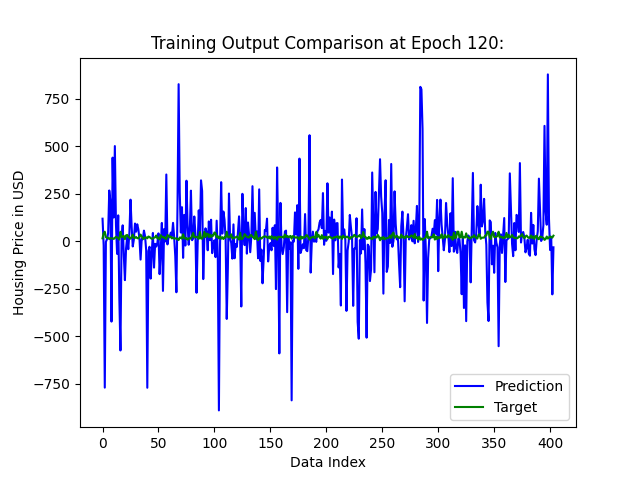 Training Output Comparison at Epoch 120:
Housing Price in USD
750
500
250
0
−250
−500
−750
0 50 100 150 200 250 300 350 400
Data Index
Prediction
Target